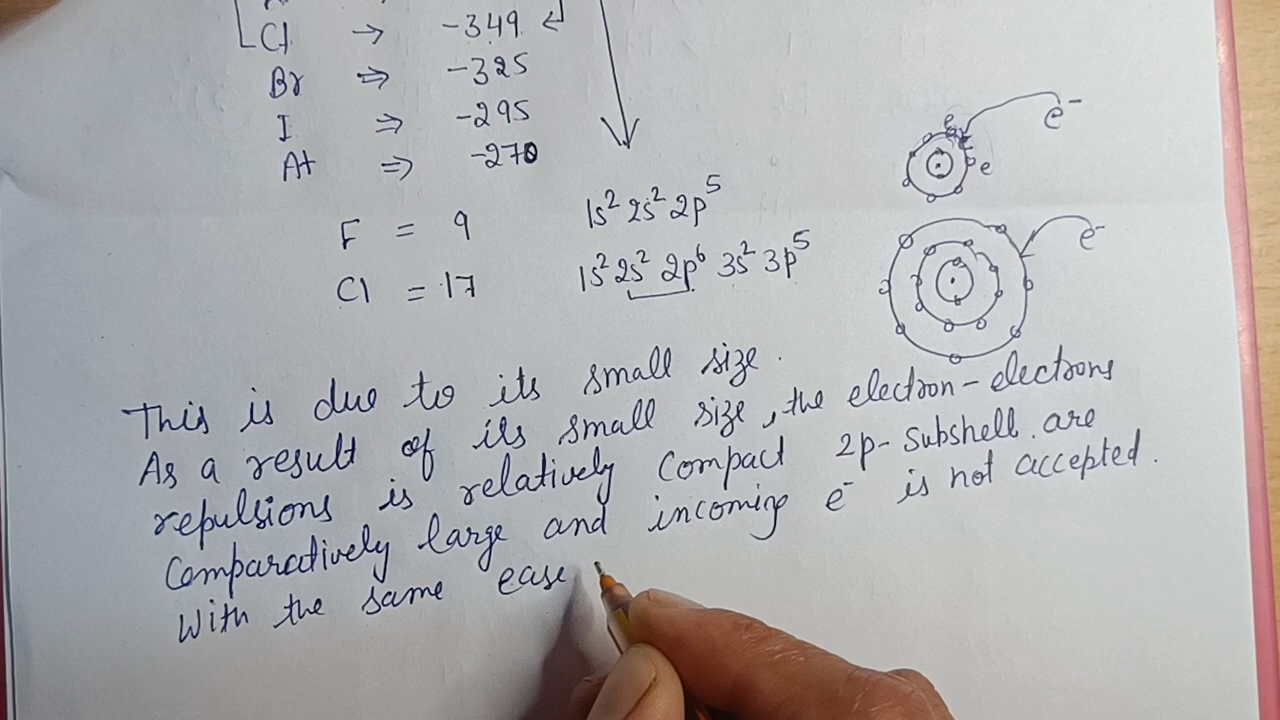 Cl → -349
Br ⇒ -325
I ⇒ -295
At ⇒ -270
F = 9 1s² 2s² 2p⁵
Cl = 17 1s² 2s² 2p⁶ 3s² 3p⁵
e e⁻
e
e⁻
This is due to its small size.
As a result of its small size, the electron-electrons
repulsions is relatively compact 2p-subshell are
comparatively large and incoming e⁻ is not accepted.
with the same ease